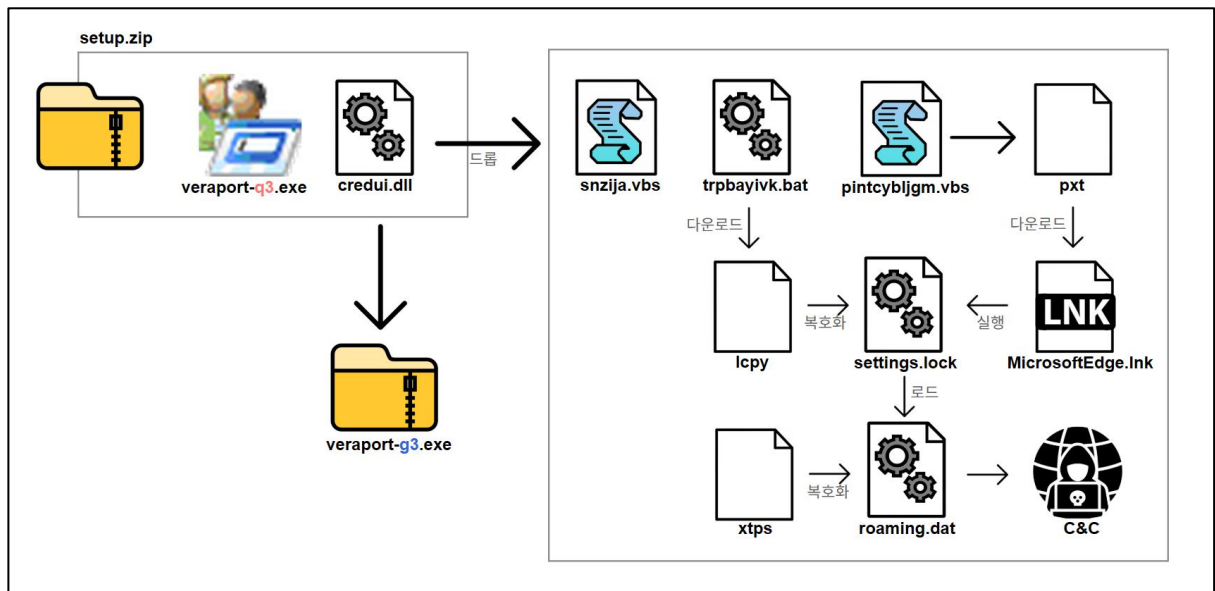 setup.zip
veraport-q3.exe
credui.dll
드롭
snzija.vbs
trpbayivk.bat
pintcybljgm.vbs
pxt
다운로드
다운로드
veraport-g3.exe
lcpy
복호화
settings.lock
실행
LNK
MicrosoftEdge.lnk
로드
xtps
복호화
roaming.dat
C&C